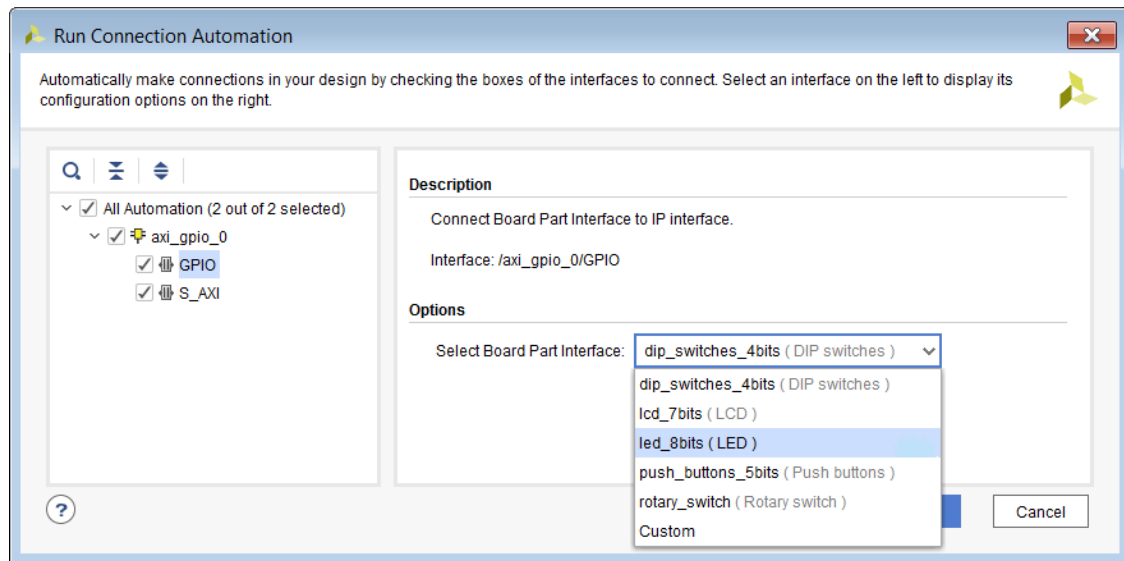 Run Connection Automation
Automatically make connections in your design by checking the boxes of the interfaces to connect. Select an interface on the left to display its
configuration options on the right.
All Automation (2 out of 2 selected)
axi_gpio_0
GPIO
S_AXI
Description
Connect Board Part Interface to IP interface.
Interface: /axi_gpio_0/GPIO
Options
Select Board Part Interface: dip_switches_4bits ( DIP switches )
dip_switches_4bits ( DIP switches )
lcd_7bits ( LCD )
led_8bits ( LED )
push_buttons_5bits ( Push buttons )
rotary_switch ( Rotary switch )
Custom
?
Cancel